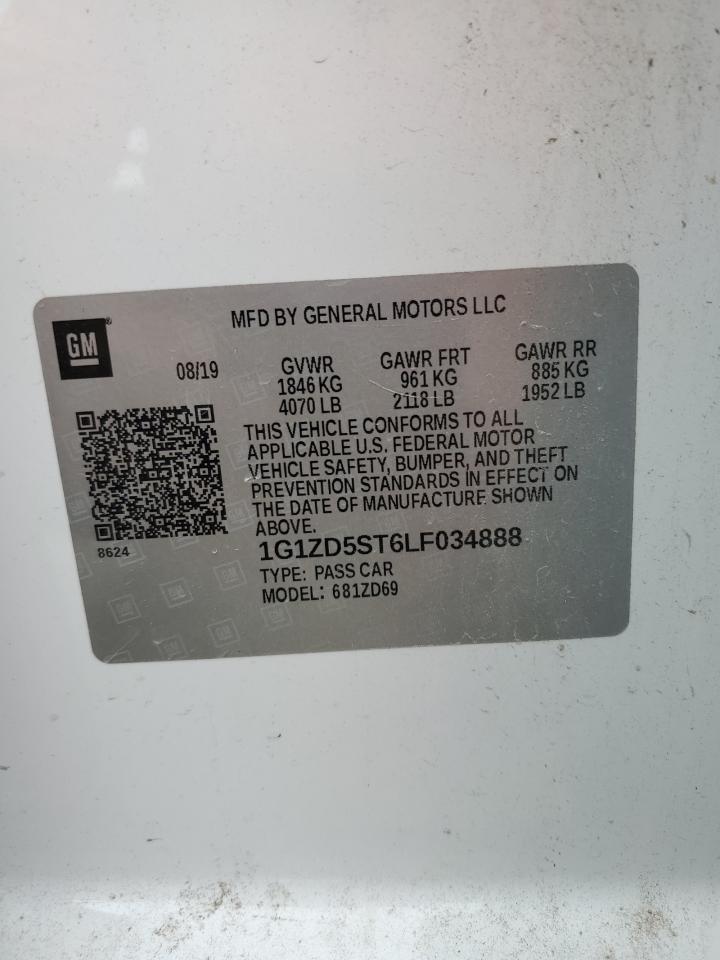 MFD BY GENERAL MOTORS LLC
GM®
08/19
GVWR
1846 KG
4070 LB
GAWR FRT
961 KG
2118 LB
GAWR RR
885 KG
1952 LB
THIS VEHICLE CONFORMS TO ALL
APPLICABLE U.S. FEDERAL MOTOR
VEHICLE SAFETY, BUMPER, AND THEFT
PREVENTION STANDARDS IN EFFECT ON
THE DATE OF MANUFACTURE SHOWN
ABOVE.
8624
1G1ZD5ST6LF034888
TYPE: PASS CAR
MODEL: 681ZD69